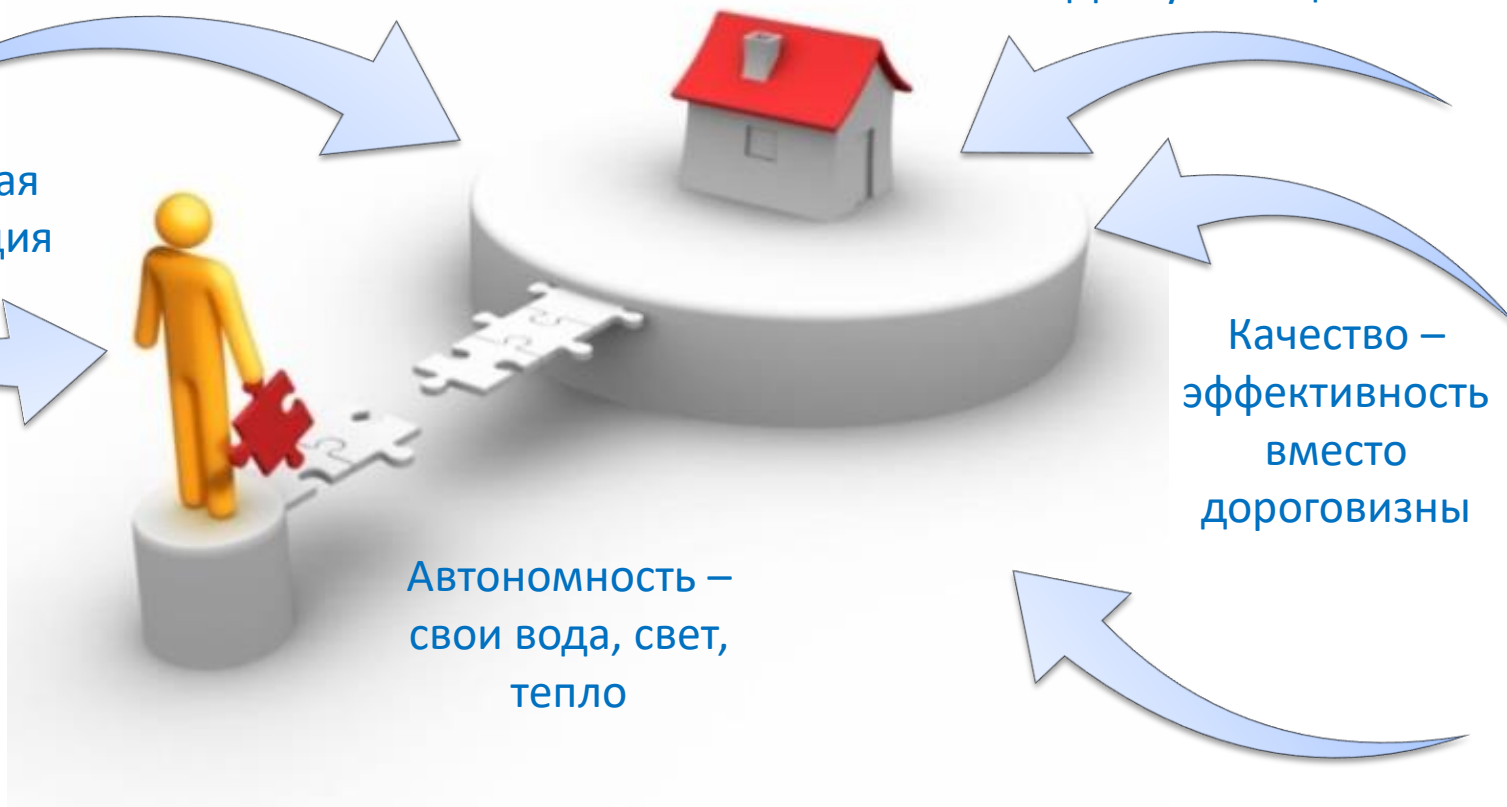 Качество –
эффективность
вместо
дороговизны
Автономность –
свои вода, свет,
тепло